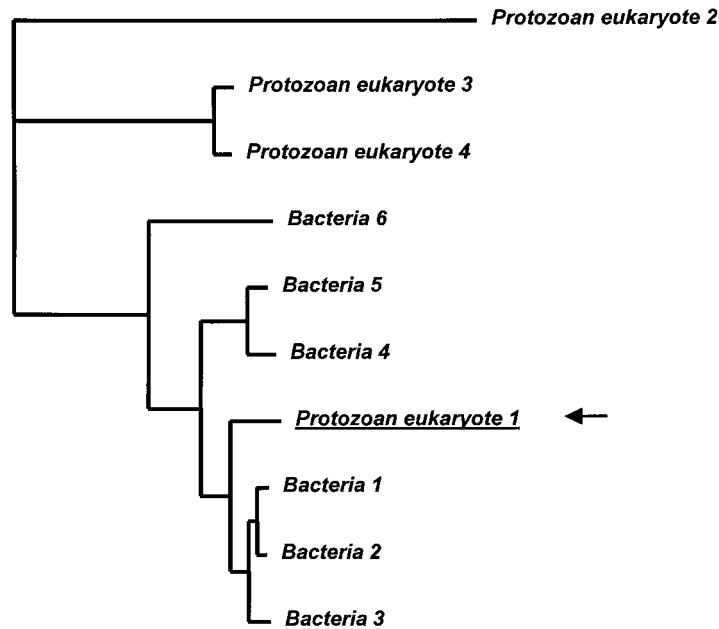 Protozoan eukaryote 2
Protozoan eukaryote 3
Protozoan eukaryote 4
Bacteria 6
Bacteria 5
Bacteria 4
Protozoan eukaryote 1
Bacteria 1
Bacteria 2
Bacteria 3